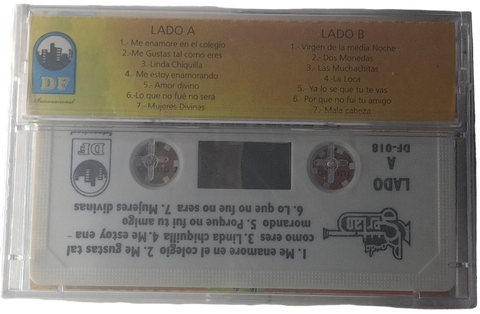 LADO A
1.-Me enamore en el colegio
2.-Me Gustas tal como eres
3.-Linda Chiquilla
4.-Me estoy enamorando
5.-Amor divino
6.-Lo que no fué no será
7.- Mujeres Divinas
LADO B
1.- Virgen de la media Noche
2.- Dos Monedas
3.- Las Muchachitas
4.- La Loca
5.- Ya lo se que tu te vas
6.- Por que no fui tu amigo
7.- Mala cabeza
DF
Internacional
Banda
Sertao
LADO
A
DF-018
DF
1. Me enamore en el colegio 2. Me gustas tal
como eres 3. Linda chiquilla 4. Me estoy ena -
morando 5. Porque no fui tu amigo
6. Lo que no fue no sera 7. Mujeres divinas